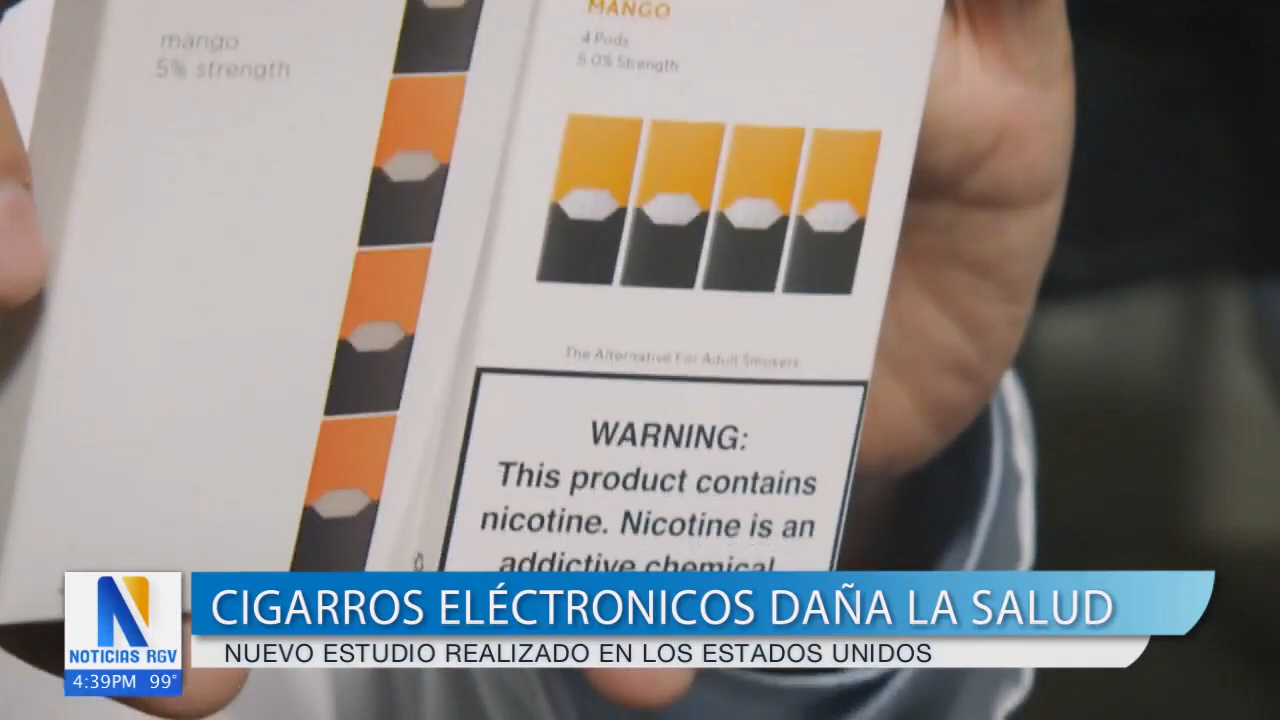 mango
5% strength
MANGO
4 Pods
5.0% Strength
The Alternative For Adult Smokers
WARNING:
This product contains
nicotine. Nicotine is an
addictive chemical.
CIGARROS ELÉCTRONICOS DAÑA LA SALUD
NUEVO ESTUDIO REALIZADO EN LOS ESTADOS UNIDOS
NOTICIAS RGV
4:39PM 99°